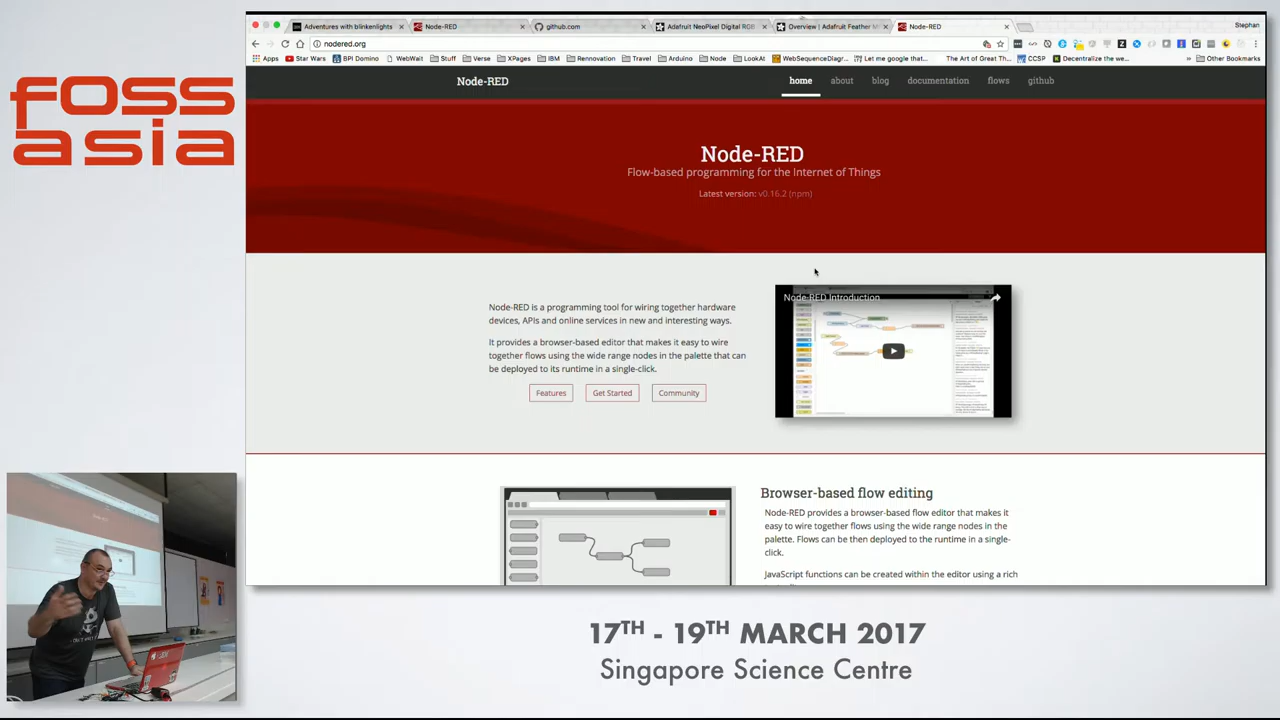 foss
asia
Adventures with blinkenlights
Node-RED
github.com
Adafruit NeoPixel Digital RGB
Overview | Adafruit Feather M
Node-RED
Stephan
nodered.org
Apps
Star Wars
BPI Domino
WebWait
Stuff
Verse
XPages
IBM
Rennovation
Travel
Arduino
Node
LookAt
WebSequenceDiagr...
Let me google that...
The Art of Great Th...
CCSP
Decentralize the we...
»
Other Bookmarks
Node-RED
home
about
blog
documentation
flows
github
Node-RED
Flow-based programming for the Internet of Things
Latest version: v0.16.2 (npm)
Node-RED is a programming tool for wiring together hardware
devices, APIs and online services in new and interesting ways.
It provides a browser-based editor that makes it easy to wire
together flows using the wide range nodes in the palette that can
be deployed to its runtime in a single-click.
Features
Get Started
Community
Node-RED Introduction
Browser-based flow editing
Node-RED provides a browser-based flow editor that makes it
easy to wire together flows using the wide range nodes in the
palette. Flows can be then deployed to the runtime in a single-
click.
JavaScript functions can be created within the editor using a rich
17TH - 19TH MARCH 2017
Singapore Science Centre